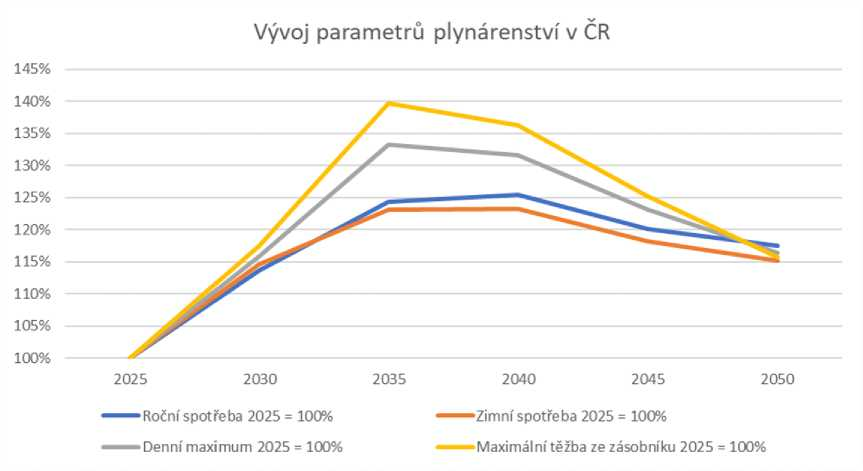 Vývoj parametrů plynárenství v ČR
145%
140%
135%
130%
125%
120%
115%
110%
105%
100%
2025 2030 2035 2040 2045 2050
Roční spotřeba 2025 = 100% Zimní spotřeba 2025 = 100%
Denní maximum 2025 = 100% Maximální těžba ze zásobníku 2025 = 100%